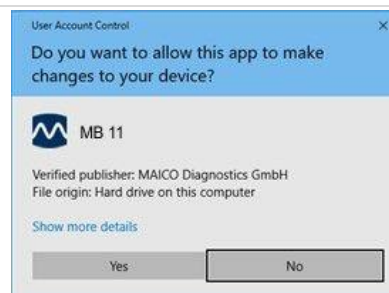 User Account Control
Do you want to allow this app to make
changes to your device?
MB 11
Verified publisher: MAICO Diagnostics GmbH
File origin: Hard drive on this computer
Show more details
Yes
No